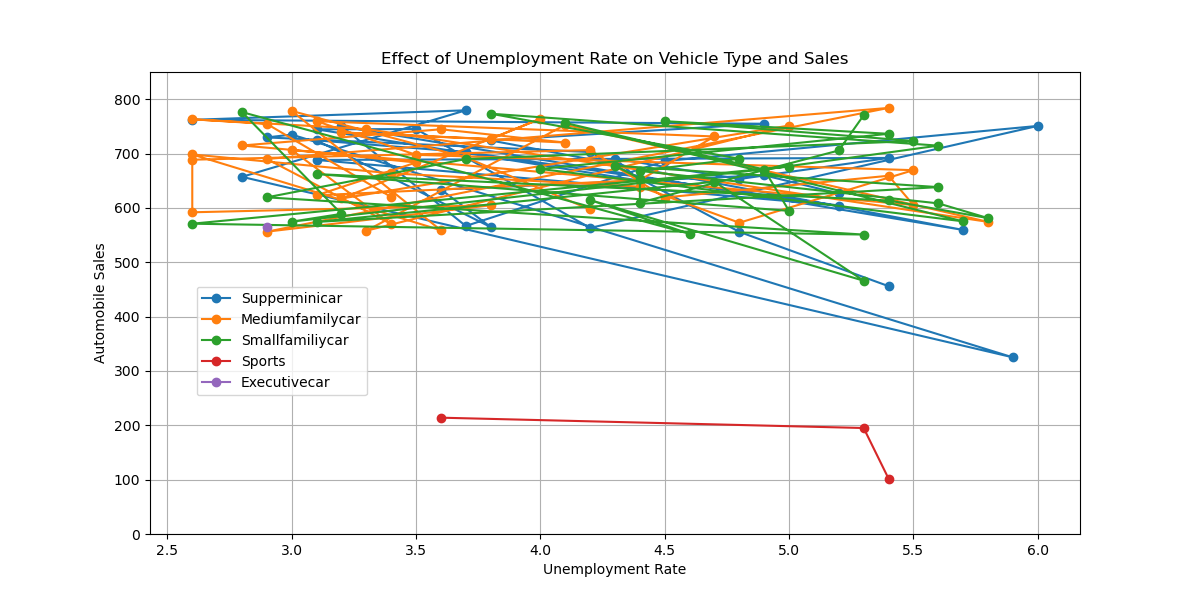 Effect of Unemployment Rate on Vehicle Type and Sales
800
700
600
500
400
300
200
100
0
Automobile Sales
Supperminicar
Mediumfamilycar
Smallfamiliycar
Sports
Executivecar
2.5 3.0 3.5 4.0 4.5 5.0 5.5 6.0
Unemployment Rate